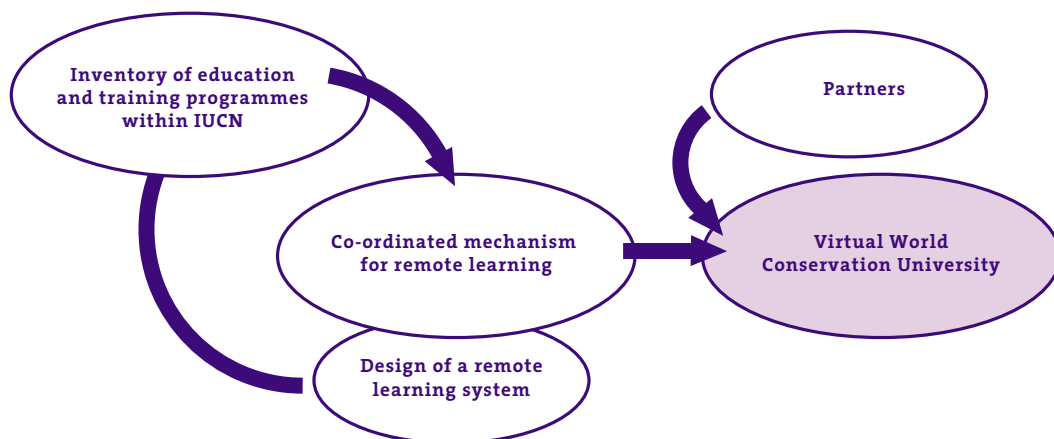 Inventory of education
and training programmes
within IUCN
Partners
Co-ordinated mechanism
for remote learning
Virtual World
Conservation University
Design of a remote
learning system